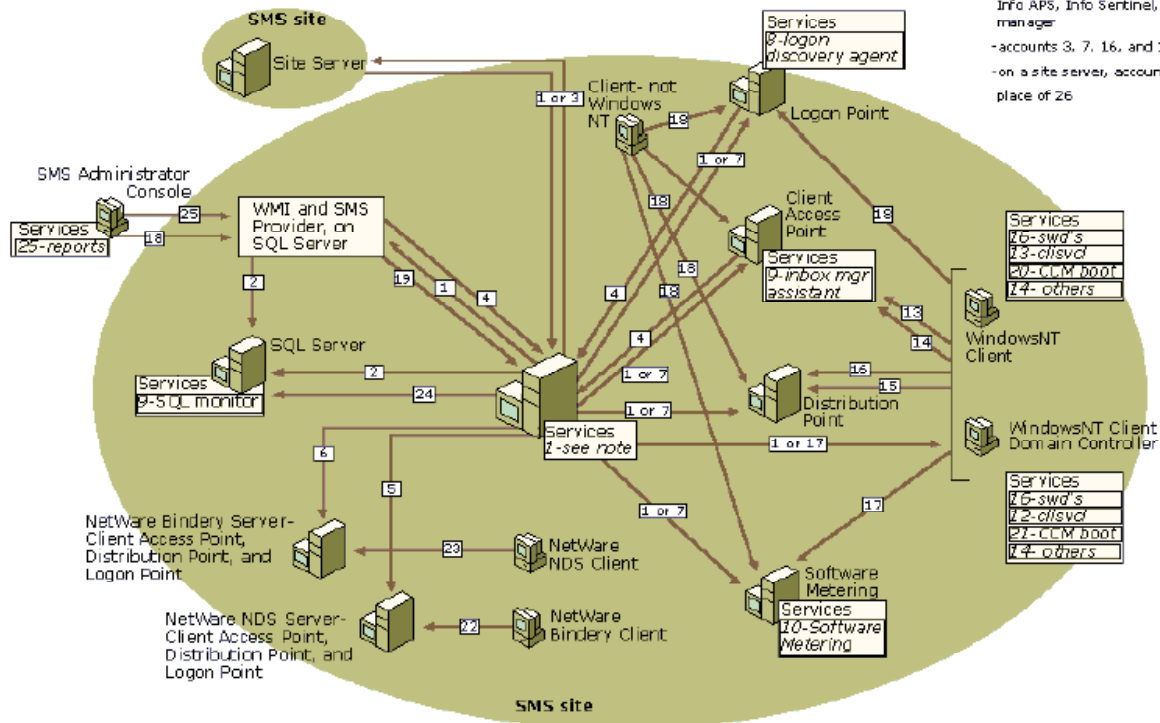 SMS site
Site Server
Services
8-logon
discovery agent
Logon Point
Info APS, Info Sentinel,
manager
-accounts 3, 7, 16, and
-on a site server, accoun
place of 26
Client- not
Windows
NT
18
1 or 3
1 or 7
SMS Administrator
Console
Services
25-reports
25
18
WMI and SMS
Provider, on
SQL Server
Client
Access
Point
Services
9-inbox mgr
assistant
18
18
18
18
Services
16-swd's
13-clisvcl
20-CCM boot
14- others
2
19
1
4
4
4
13
14
WindowsNT
Client
SQL Server
Services
9-SQL monitor
2
24
1 or 7
1 or 7
16
15
Distribution
Point
Services
1-see note
1 or 17
WindowsNT Client
Domain Controller
Services
16-swd's
12-clisvcl
21-CCM boot
14- others
6
5
1 or 7
17
NetWare Bindery Server-
Client Access Point,
Distribution Point, and
Logon Point
23
NetWare
NDS Client
Software
Metering
Services
10-Software
Metering
NetWare NDS Server-
Client Access Point,
Distribution Point, and
Logon Point
22
NetWare
Bindery Client
SMS site